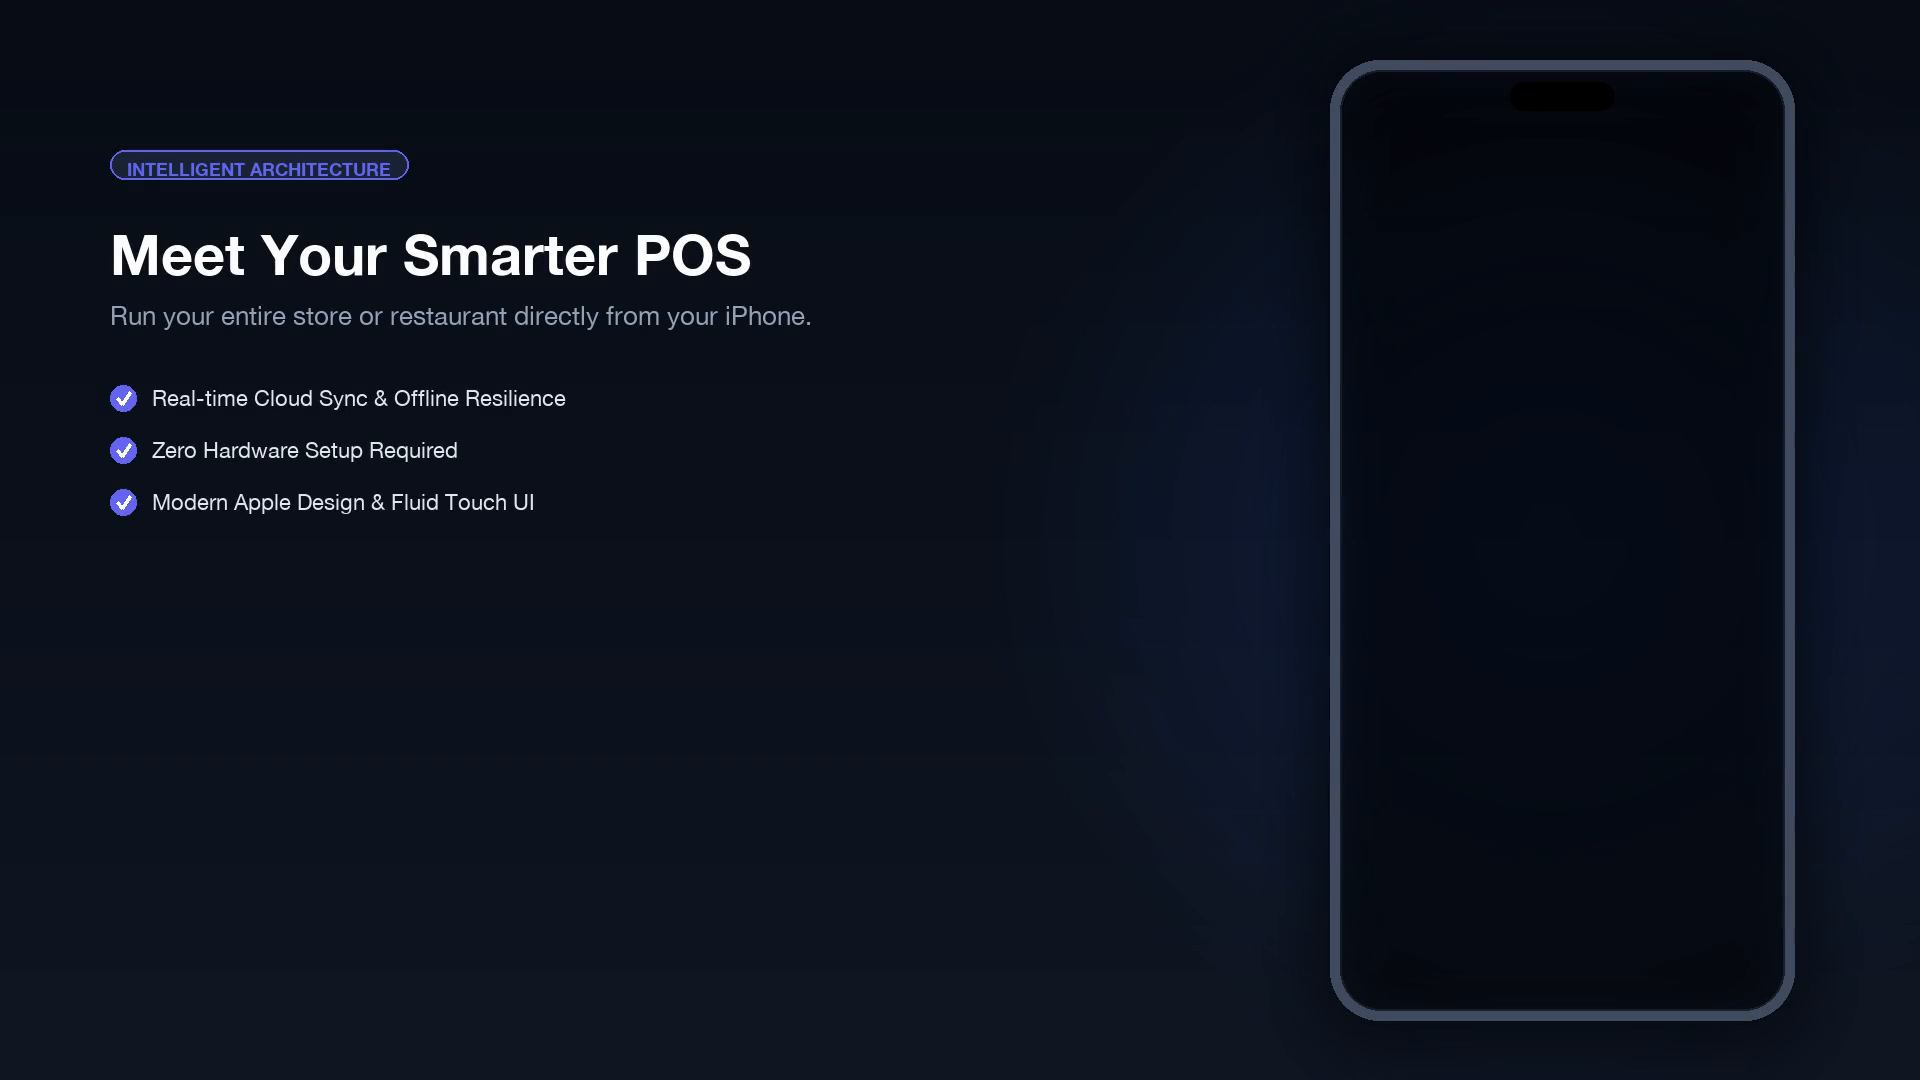 INTELLIGENT ARCHITECTURE
Meet Your Smarter POS
Run your entire store or restaurant directly from your iPhone.
Real-time Cloud Sync & Offline Resilience
Zero Hardware Setup Required
Modern Apple Design & Fluid Touch UI